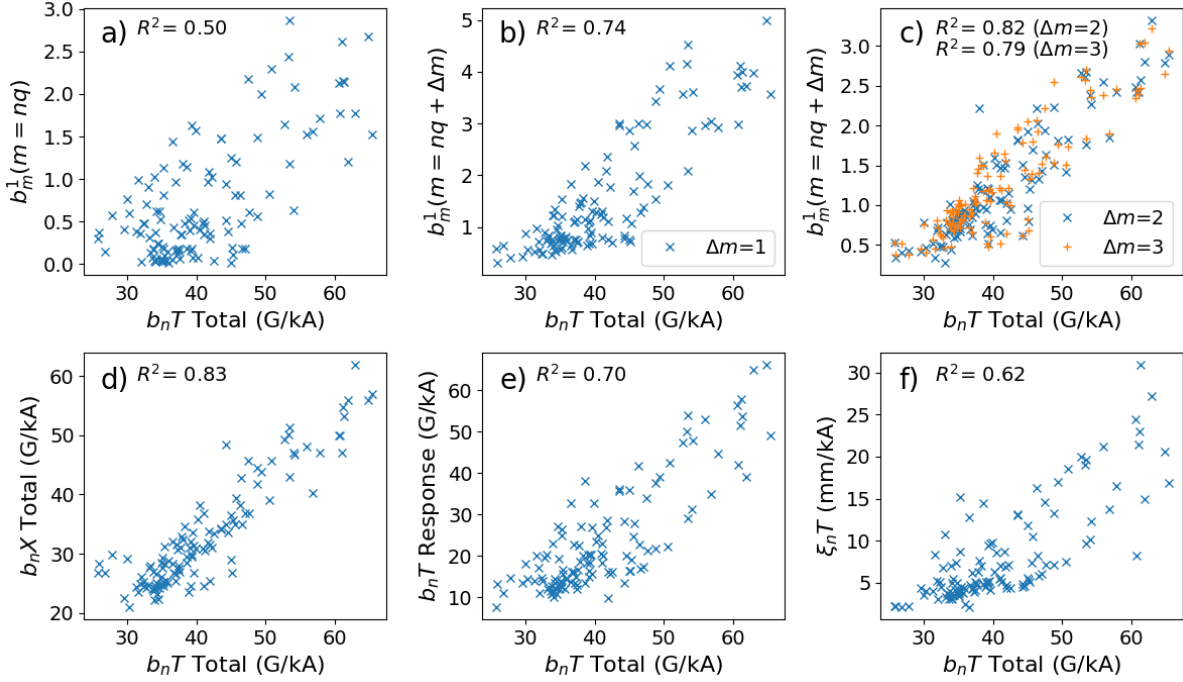 a) R² = 0.50
b_m^1(m = nq)
3.0
2.5
2.0
1.5
1.0
0.5
0.0
30 40 50 60
b_nT Total (G/kA)
b) R² = 0.74
b_m^1(m = nq + Δm)
5
4
3
2
1
Δm=1
30 40 50 60
b_nT Total (G/kA)
c) R² = 0.82 (Δm=2)
R² = 0.79 (Δm=3)
b_m^1(m = nq + Δm)
3.0
2.5
2.0
1.5
1.0
0.5
Δm=2
Δm=3
30 40 50 60
b_nT Total (G/kA)
d) R² = 0.83
b_nX Total (G/kA)
60
50
40
30
20
30 40 50 60
b_nT Total (G/kA)
e) R² = 0.70
b_nT Response (G/kA)
60
50
40
30
20
10
30 40 50 60
b_nT Total (G/kA)
f) R² = 0.62
ξ_nT (mm/kA)
30
25
20
15
10
5
30 40 50 60
b_nT Total (G/kA)